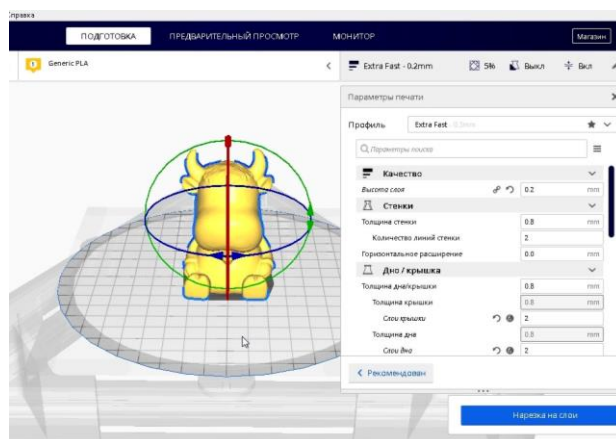 Справка
ПОДГОТОВКА ПРЕДВАРИТЕЛЬНЫЙ ПРОСМОТР МОНИТОР Магазин
1 Generic PLA Extra Fast - 0.2mm 5% Выкл Вкл
Параметры печати
Профиль Extra Fast - 0.2mm
Параметры поиска
Качество
Высота слоя 0.2 mm
Стенки
Толщина стенки 0.8 mm
Количество линий стенки 2
Горизонтальное расширение 0.0 mm
Дно / крышка
Толщина дна/крышки 0.8 mm
Толщина крышки 0.8 mm
Слои крышки 2
Толщина дна 0.8 mm
Слои дна 2
Рекомендован
Нарезка на слои